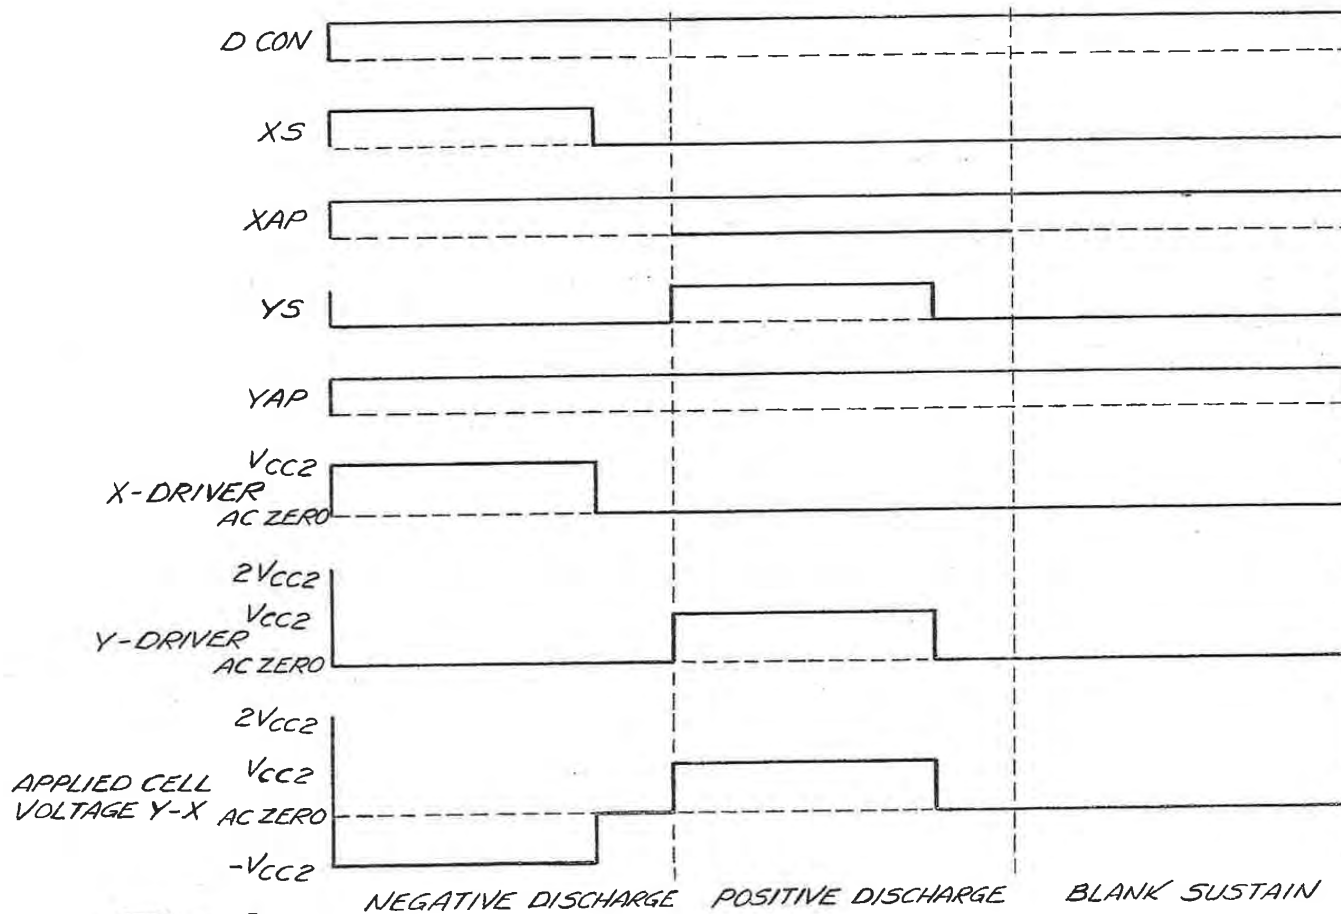 D CON
XS
XAP
YS
YAP
VCC2
X-DRIVER
AC ZERO
2VCC2
VCC2
Y-DRIVER
AC ZERO
2VCC2
VCC2
APPLIED CELL
VOLTAGE Y-X
AC ZERO
-VCC2
NEGATIVE DISCHARGE
POSITIVE DISCHARGE
BLANK SUSTAIN